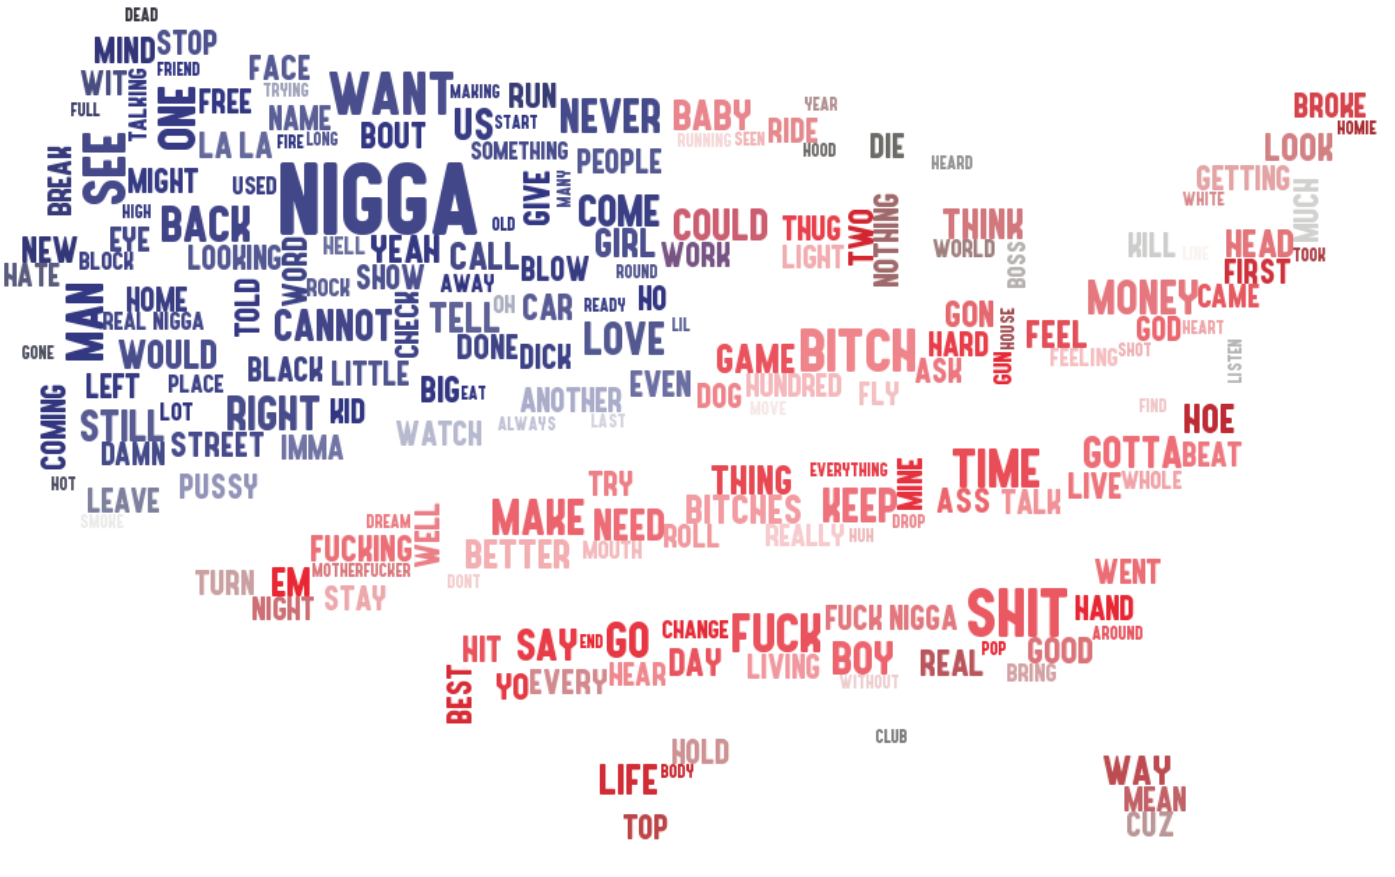 DEAD
MIND STOP
FRIEND
FACE
WIT TALKING ONE FREE TRYING WANT MAKING RUN
FULL NAME US START NEVER BABY YEAR BROKE
LA LA FIRE LONG BOUT RUNNING SEEN RIDE HOMIE
BREAK SEE SOMETHING PEOPLE HOOD DIE HEARD LOOK
MIGHT USED NIGGA GIVE MANY GETTING
HIGH BACK OLD COME COULD THUG TWO NOTHING THINK WHITE MUCH
NEW EYE LOOKING WORD HELL YEAH CALL GIRL WORK LIGHT WORLD BOSS KILL LINE HEAD TOOK
HATE BLOCK ROCK SHOW AWAY BLOW ROUND FIRST
MAN HOME TOLD CHECK OH CAR READY HO MONEY CAME
REAL NIGGA CANNOT TELL LIL GON HOUSE FEEL GOD HEART
GONE WOULD DONE DICK LOVE GAME BITCH HARD GUN FEELING SHOT LISTEN
BLACK LITTLE ASK
COMING LEFT PLACE BIG EAT ANOTHER EVEN DOG HUNDRED FLY
STILL LOT RIGHT KID ALWAYS LAST MOVE FIND HOE
DAMN STREET IMMA WATCH GOTTA BEAT
HOT LEAVE PUSSY TRY THING EVERYTHING MINE TIME LIVE WHOLE
SMOKE DREAM WELL MAKE NEED BITCHES KEEP DROP ASS TALK
FUCKING BETTER MOUTH ROLL REALLY HUH
TURN EM MOTHERFUCKER DONT WENT
NIGHT STAY SHIT HAND
HIT SAY END GO CHANGE FUCK FUCK NIGGA AROUND
BEST YO EVERY HEAR DAY LIVING BOY REAL POP GOOD
WITHOUT BRING
HOLD CLUB
LIFE BODY WAY
TOP MEAN
CUZ